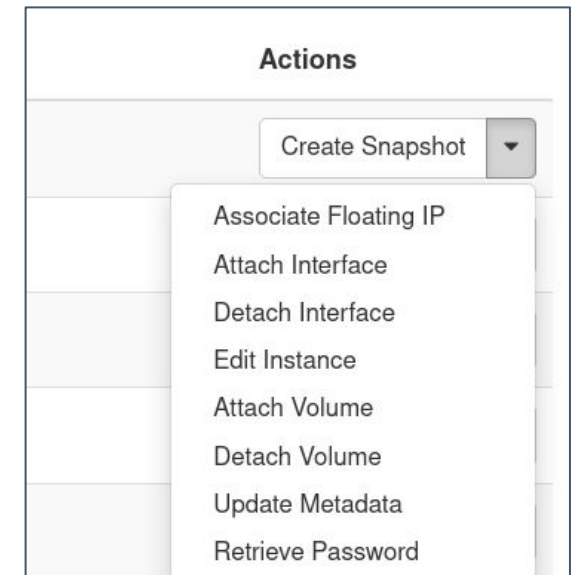 Actions
Create Snapshot
Associate Floating IP
Attach Interface
Detach Interface
Edit Instance
Attach Volume
Detach Volume
Update Metadata
Retrieve Password